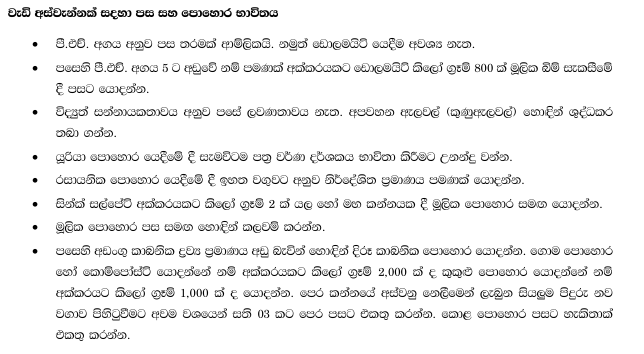 වැඩි අස්වැන්නක් සඳහා පස සහ පොහොර භාවිතය
• පී.එච්. අගය අනුව පස තරමක් ආම්ලිකයි. නමුත් ඩොලමයිට් යෙදීම අවශ්‍ය නැත.
• පසෙහි පී.එච්. අගය 5 ට අඩුවේ නම් පමණක් අක්කරයකට ඩොලමයිට් කිලෝ ග්‍රෑම් 800 ක් මූලික බිම් සැකසීමේ
දී පසට යොදන්න.
• විද්‍යුත් සන්නායකතාවය අනුව පසේ ලවණතාවය නැත. අපවහන ඇලවල් (කුණුඇලවල්) හොඳින් ශුද්ධකර
තබා ගන්න.
• යූරියා පොහොර යෙදීමේ දී සැමවිටම පත්‍ර වර්ණ දර්ශකය භාවිතා කිරීමට උනන්දු වන්න.
• රසායනික පොහොර යෙදීමේ දී ඉහත වගුවට අනුව නිර්දේශිත ප්‍රමාණය පමණක් යොදන්න.
• සින්ක් සල්පේට් අක්කරයකට කිලෝ ග්‍රෑම් 2 ක් යල හෝ මහ කන්නයක දී මූලික පොහොර සමඟ යොදන්න.
• මූලික පොහොර පස සමඟ හොඳින් කලවම් කරන්න.
• පසෙහි අඩංගු කාබනික ද්‍රව්‍ය ප්‍රමාණය අඩු බැවින් හොඳින් දිරූ කාබනික පොහොර යොදන්න. ගොම පොහොර
හෝ කොම්පෝස්ට් යොදන්නේ නම් අක්කරයකට කිලෝ ග්‍රෑම් 2,000 ක් ද කුකුළු පොහොර යොදන්නේ නම්
අක්කරයට කිලෝ ග්‍රෑම් 1,000 ක් ද යොදන්න. පෙර කන්නයේ අස්වනු නෙලීමෙන් ලැබුන සියලුම පිදුරු නව
වගාව පිහිටුවීමට අවම වශයෙන් සති 03 කට පෙර පසට එකතු කරන්න. කොළ පොහොර පසට හැකිතාක්
එකතු කරන්න.